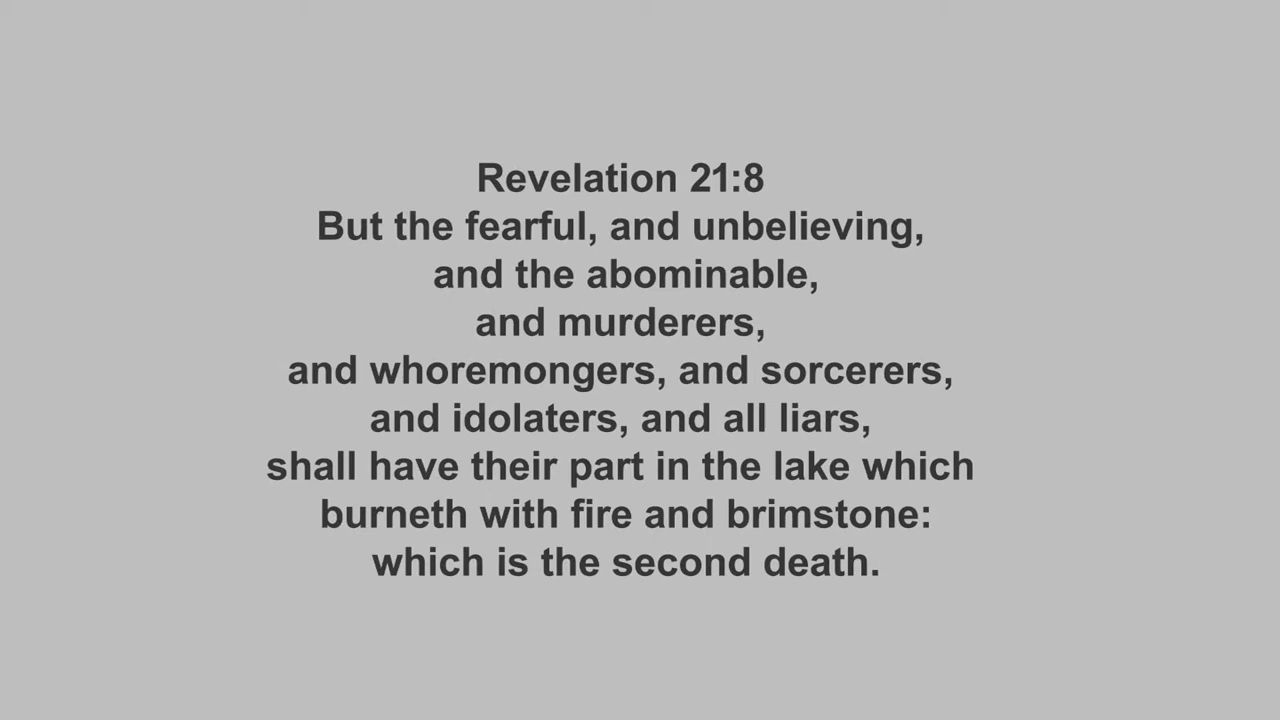 Revelation 21:8
But the fearful, and unbelieving,
and the abominable,
and murderers,
and whoremongers, and sorcerers,
and idolaters, and all liars,
shall have their part in the lake which
burneth with fire and brimstone:
which is the second death.